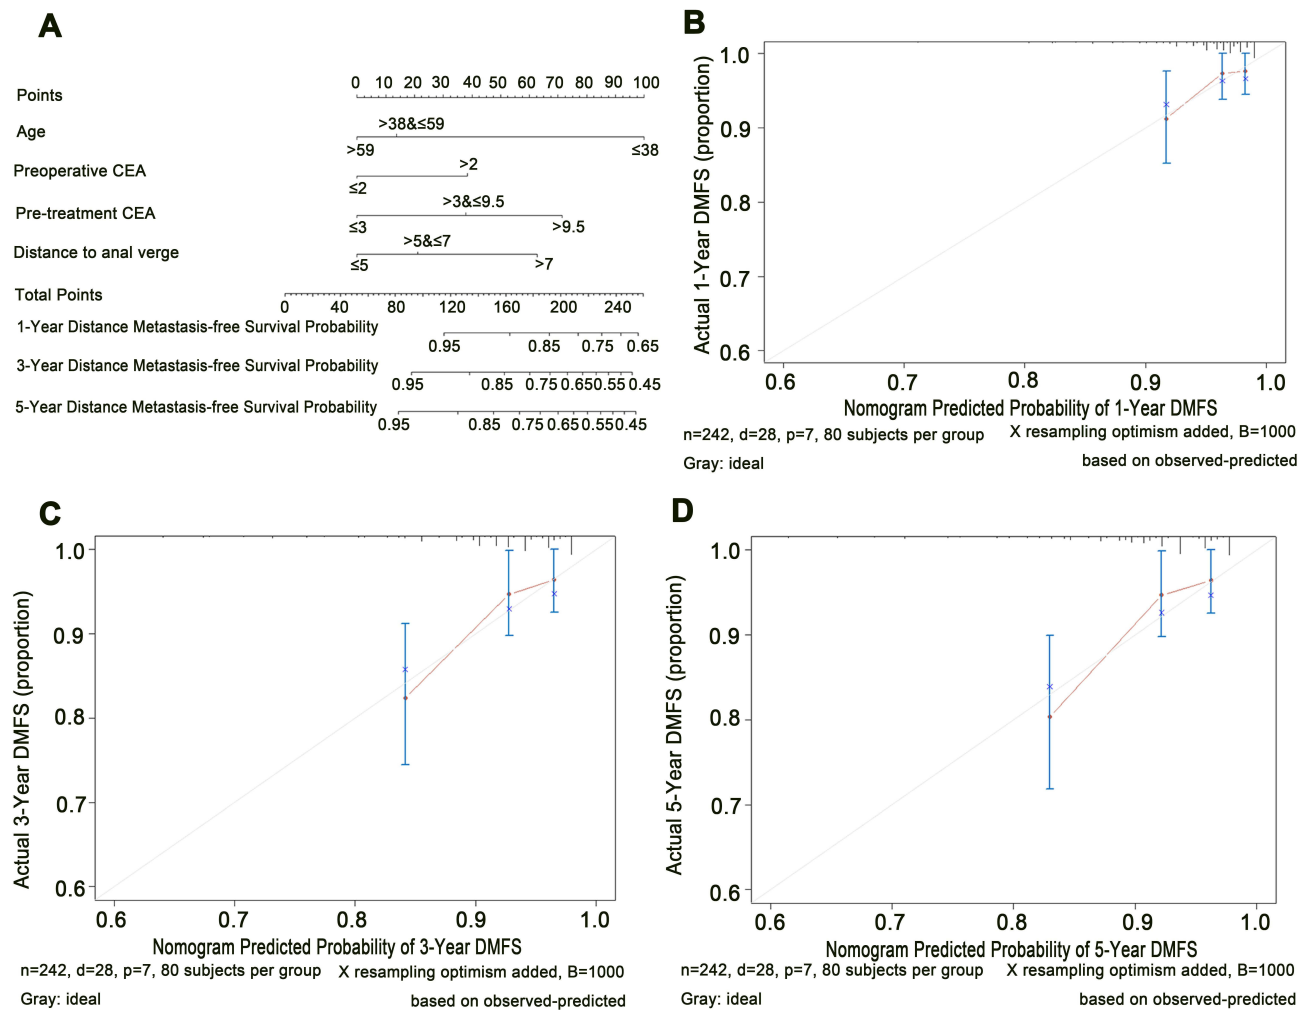 A
Points
0 10 20 30 40 50 60 70 80 90 100
Age
>38&≤59
>59
≤38
Preoperative CEA
>2
≤2
Pre-treatment CEA
>3&≤9.5
≤3
>9.5
Distance to anal verge
>5&≤7
≤5
>7
Total Points
0 40 80 120 160 200 240
1-Year Distance Metastasis-free Survival Probability
0.95 0.85 0.75 0.65
3-Year Distance Metastasis-free Survival Probability
0.95 0.85 0.75 0.65 0.55 0.45
5-Year Distance Metastasis-free Survival Probability
0.95 0.85 0.75 0.65 0.55 0.45
B
Actual 1-Year DMFS (proportion)
1.0
0.9
0.8
0.7
0.6
0.6 0.7 0.8 0.9 1.0
Nomogram Predicted Probability of 1-Year DMFS
n=242, d=28, p=7, 80 subjects per group
X resampling optimism added, B=1000
Gray: ideal
based on observed-predicted
C
Actual 3-Year DMFS (proportion)
1.0
0.9
0.8
0.7
0.6
0.6 0.7 0.8 0.9 1.0
Nomogram Predicted Probability of 3-Year DMFS
n=242, d=28, p=7, 80 subjects per group
X resampling optimism added, B=1000
Gray: ideal
based on observed-predicted
D
Actual 5-Year DMFS (proportion)
1.0
0.9
0.8
0.7
0.6
0.6 0.7 0.8 0.9 1.0
Nomogram Predicted Probability of 5-Year DMFS
n=242, d=28, p=7, 80 subjects per group
X resampling optimism added, B=1000
Gray: ideal
based on observed-predicted